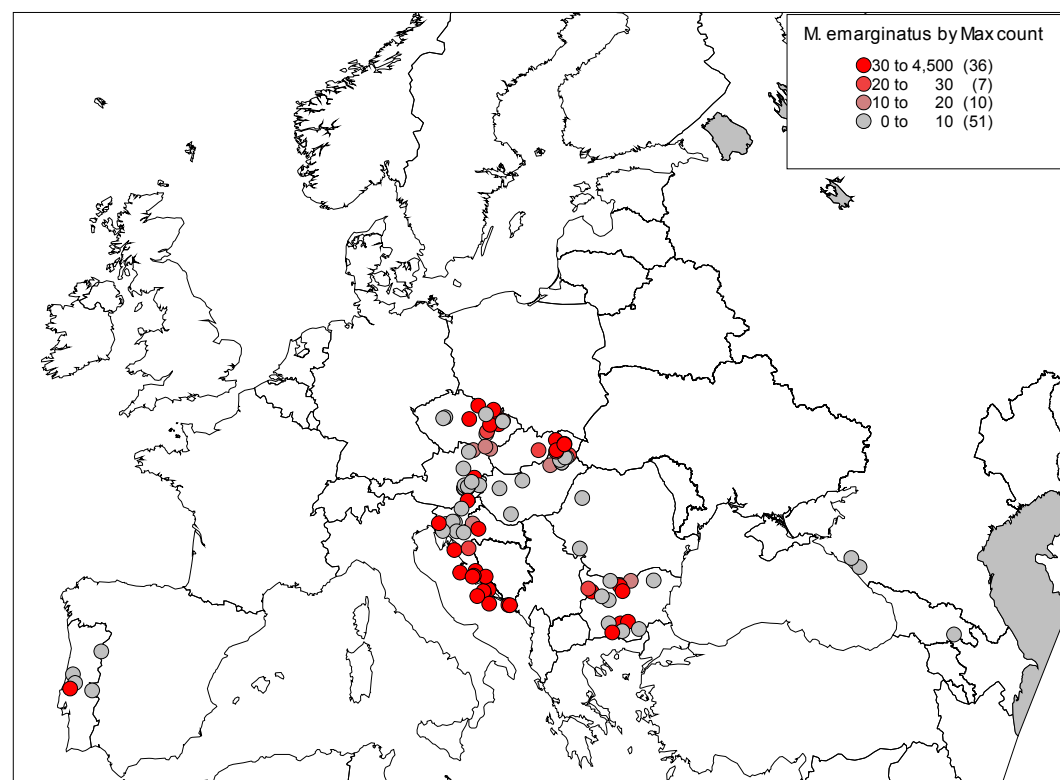 M. emarginatus by Max count
30 to 4,500 (36)
20 to 30 (7)
10 to 20 (10)
0 to 10 (51)